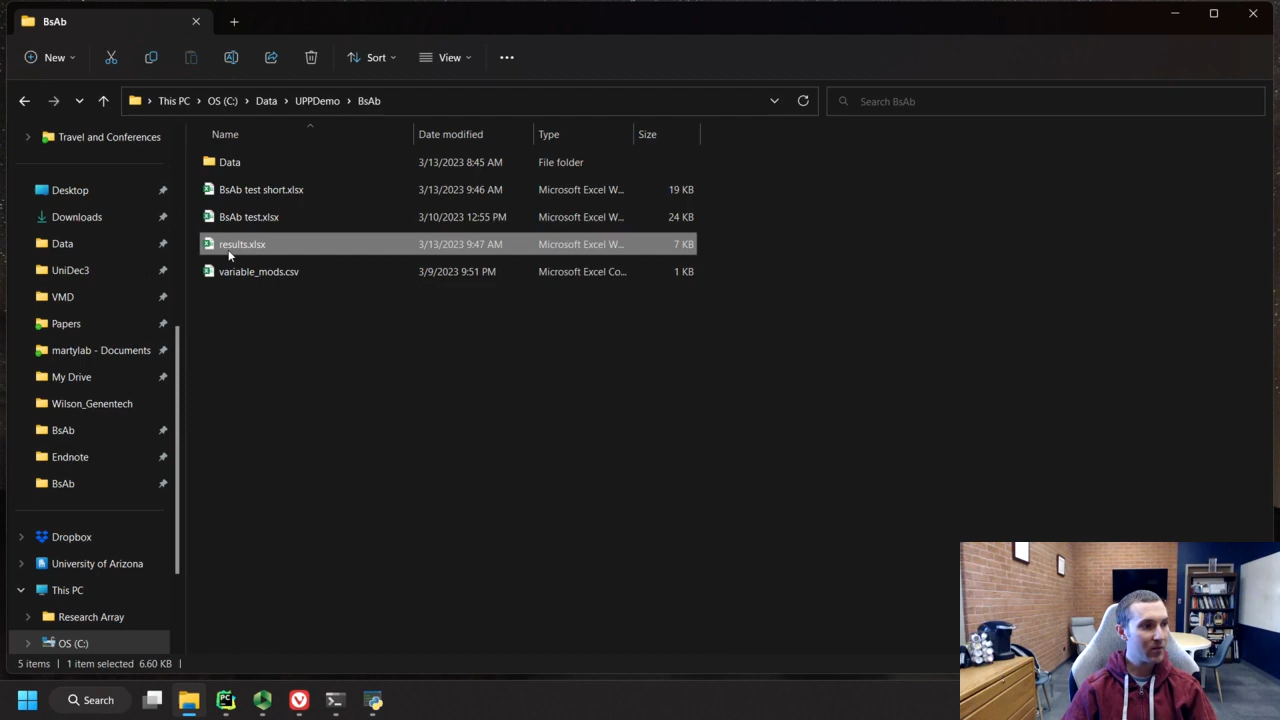 BsAb
New
Sort
View
This PC
OS (C:)
Data
UPPDemo
BsAb
Search BsAb
Travel and Conferences
Desktop
Downloads
Data
UniDec3
VMD
Papers
martylab - Documents
My Drive
Wilson_Genentech
BsAb
Endnote
BsAb
Dropbox
University of Arizona
This PC
Research Array
OS (C:)
Name Date modified Type Size
Data 3/13/2023 8:45 AM File folder
BsAb test short.xlsx 3/13/2023 9:46 AM Microsoft Excel W... 19 KB
BsAb test.xlsx 3/10/2023 12:55 PM Microsoft Excel W... 24 KB
results.xlsx 3/13/2023 9:47 AM Microsoft Excel W... 7 KB
variable_mods.csv 3/9/2023 9:51 PM Microsoft Excel Co... 1 KB
5 items 1 item selected 6.60 KB
Search
PC